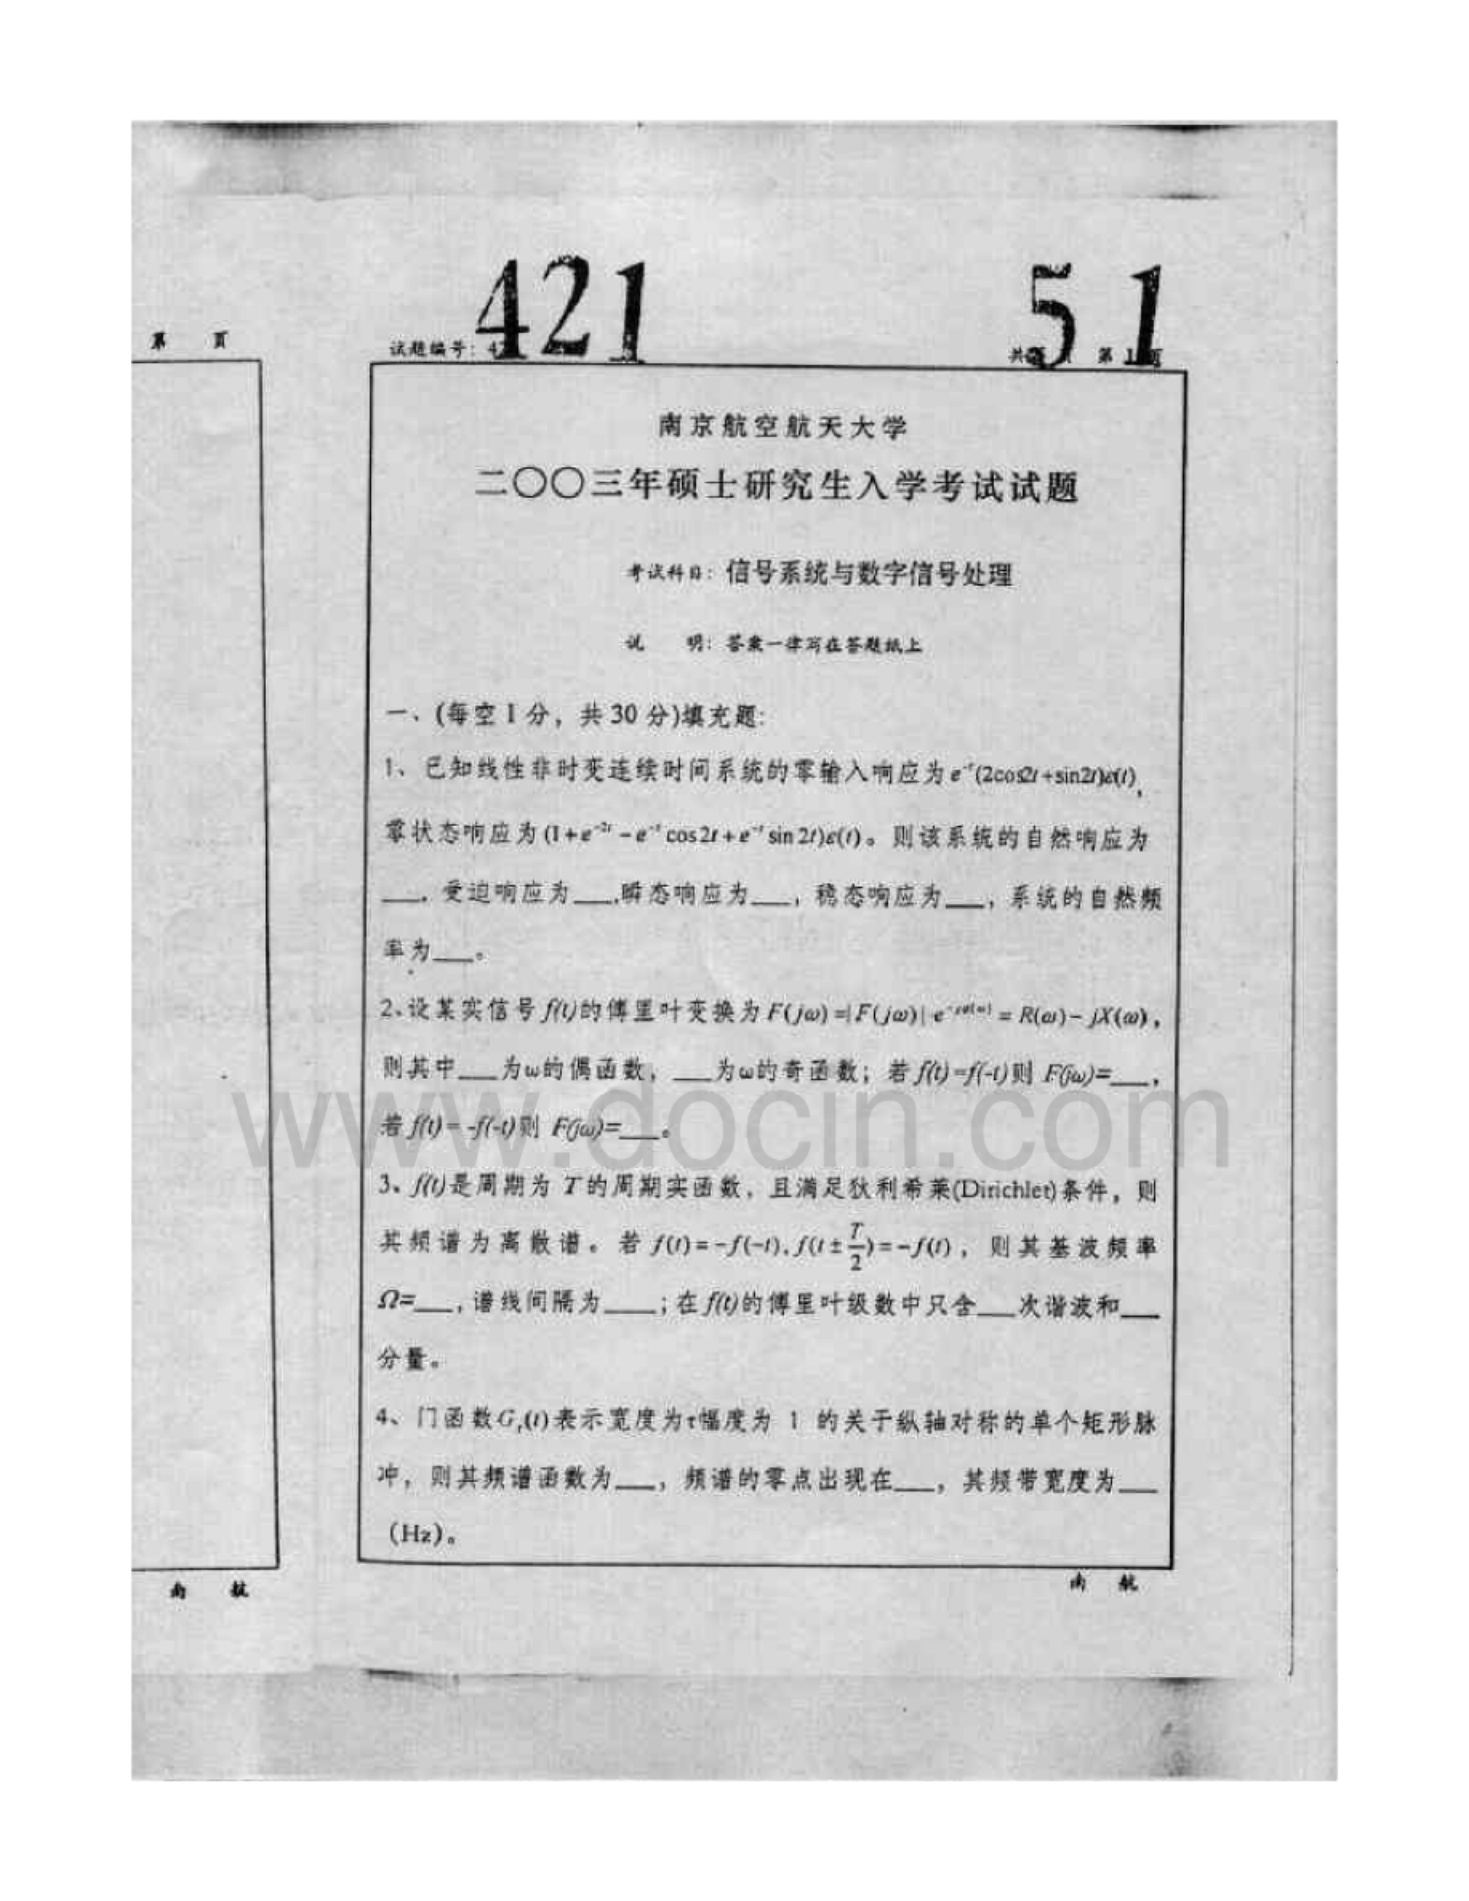 421
51
第 页
试题编号：
第1页
南京航空航天大学
二〇〇三年硕士研究生入学考试试题
考试科目：信号系统与数字信号处理
说 明：答案一律写在答题纸上
一、(每空1分，共30分)填充题:
1、已知线性非时变连续时间系统的零输入响应为 e^{-t}(2cos2t+sin2t)ε(t),
零状态响应为(1+e^{-2t}-e^{-t}cos2t+e^{-t}sin2t)ε(t)。则该系统的自然响应为
___，受迫响应为___,瞬态响应为___，稳态响应为___，系统的自然频
率为___。
2、设某实信号f(t)的傅里叶变换为F(jω)=|F(jω)|·e^{-jφ(ω)}=R(ω)-jX(ω)，
则其中___为ω的偶函数，___为ω的奇函数；若f(t)=f(-t)则 F(jω)=___，
若f(t)=-f(-t)则 F(jω)=___。
3、f(t)是周期为 T的周期实函数，且满足狄利希莱(Dirichlet)条件，则
其频谱为离散谱。若 f(t)=-f(-t),f(t±T/2)=-f(t)，则其基波频率
Ω=___，谱线间隔为___；在f(t)的傅里叶级数中只含___次谐波和___
分量。
4、门函数G_τ(t)表示宽度为τ幅度为 1 的关于纵轴对称的单个矩形脉
冲，则其频谱函数为___，频谱的零点出现在___，其频带宽度为___
(Hz)。
南 航
南 航
www.docin.com